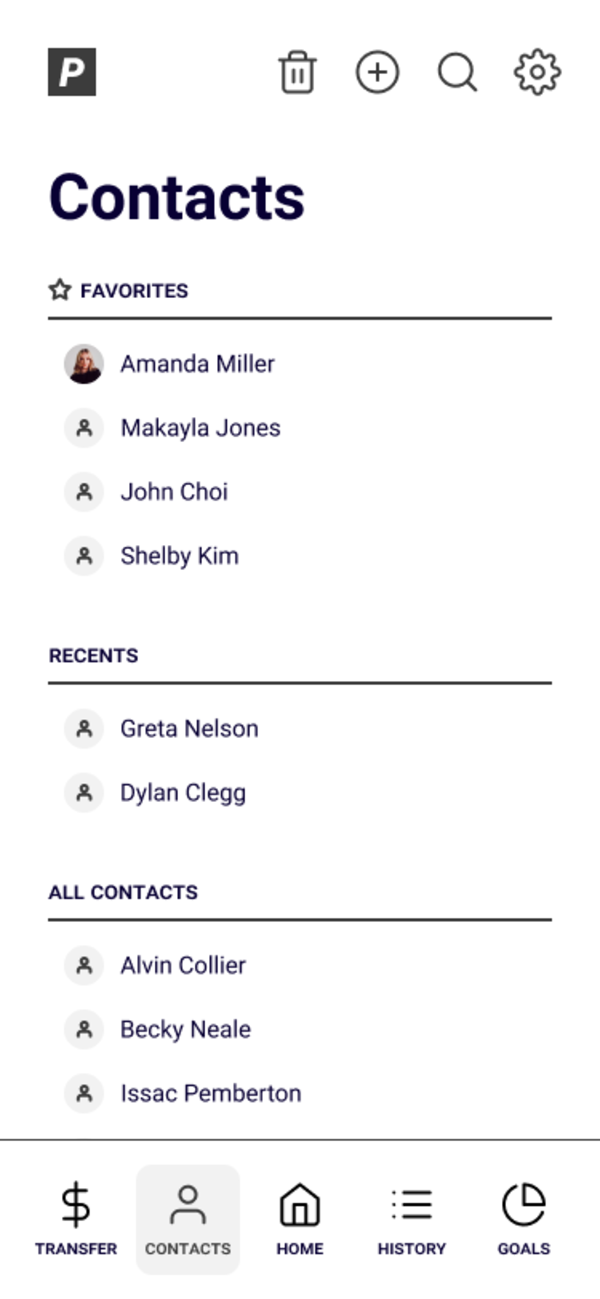 P
Contacts
FAVORITES
Amanda Miller
Makayla Jones
John Choi
Shelby Kim
RECENTS
Greta Nelson
Dylan Clegg
ALL CONTACTS
Alvin Collier
Becky Neale
Issac Pemberton
TRANSFER
CONTACTS
HOME
HISTORY
GOALS